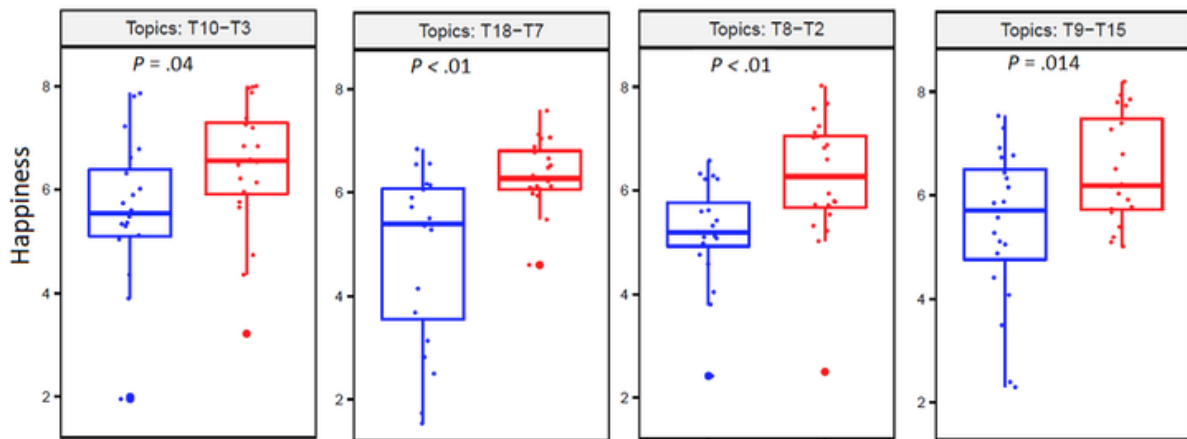 Topics: T10−T3
Topics: T18−T7
Topics: T8−T2
Topics: T9−T15
P = .04
P < .01
P < .01
P = .014
Happiness
8
6
4
2
8
6
4
2
8
6
4
2
8
6
4
2